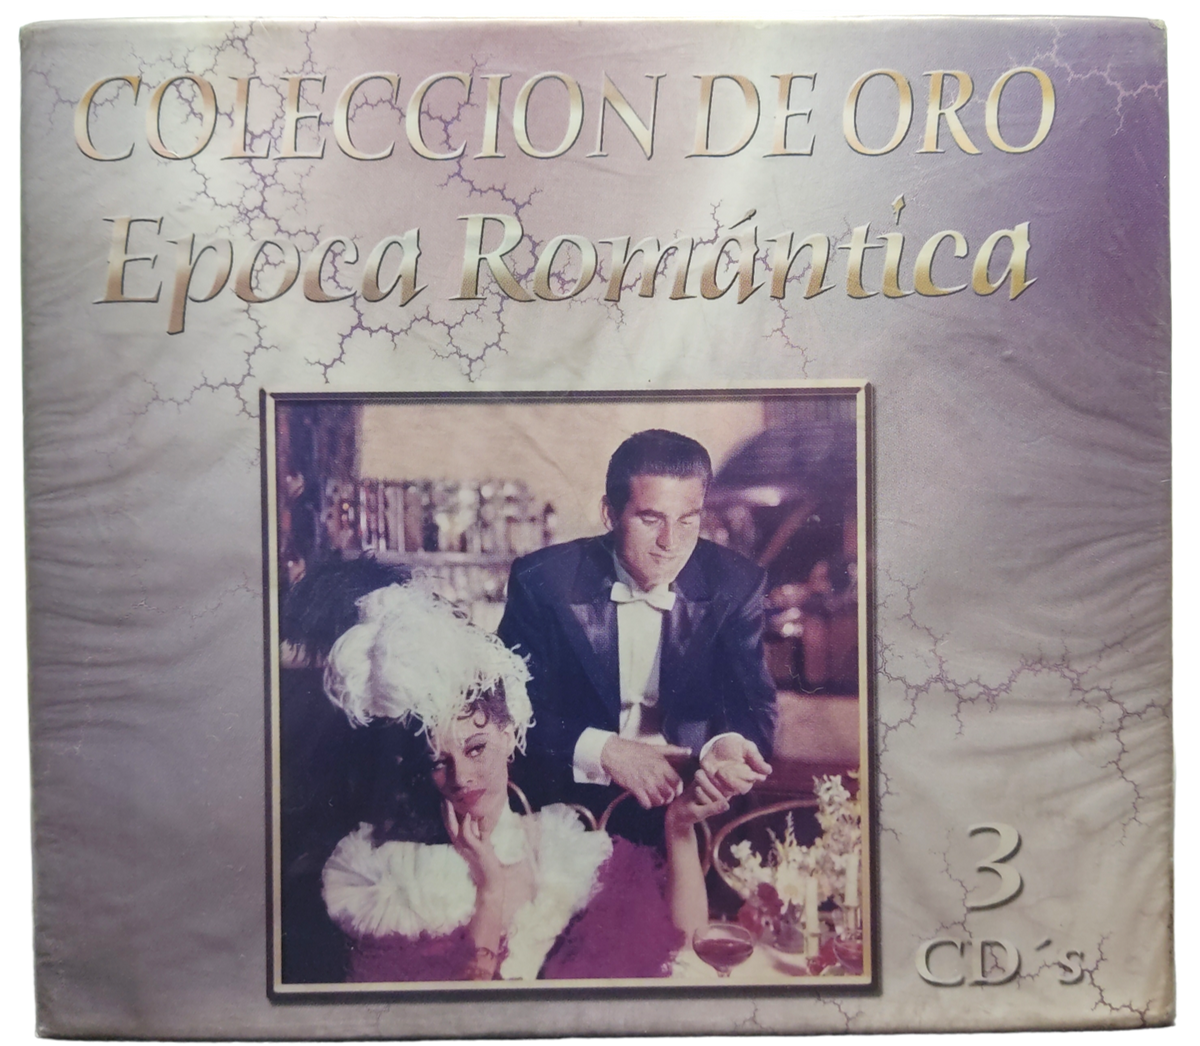 COLECCION DE ORO
Epoca Romántica
3
CD´s